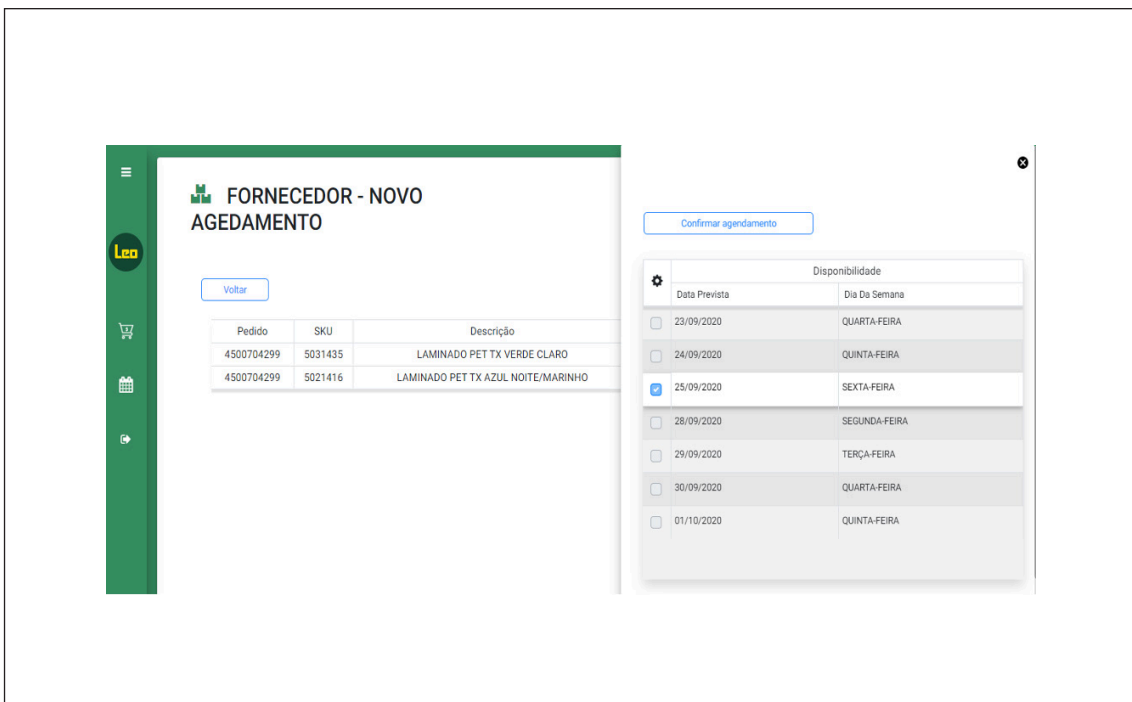 FORNECEDOR - NOVO
AGEDAMENTO
Leo
Voltar
Pedido SKU Descrição
4500704299 5031435 LAMINADO PET TX VERDE CLARO
4500704299 5021416 LAMINADO PET TX AZUL NOITE/MARINHO
Confirmar agendamento
Disponibilidade
Data Prevista Dia Da Semana
23/09/2020 QUARTA-FEIRA
24/09/2020 QUINTA-FEIRA
25/09/2020 SEXTA-FEIRA
28/09/2020 SEGUNDA-FEIRA
29/09/2020 TERÇA-FEIRA
30/09/2020 QUARTA-FEIRA
01/10/2020 QUINTA-FEIRA